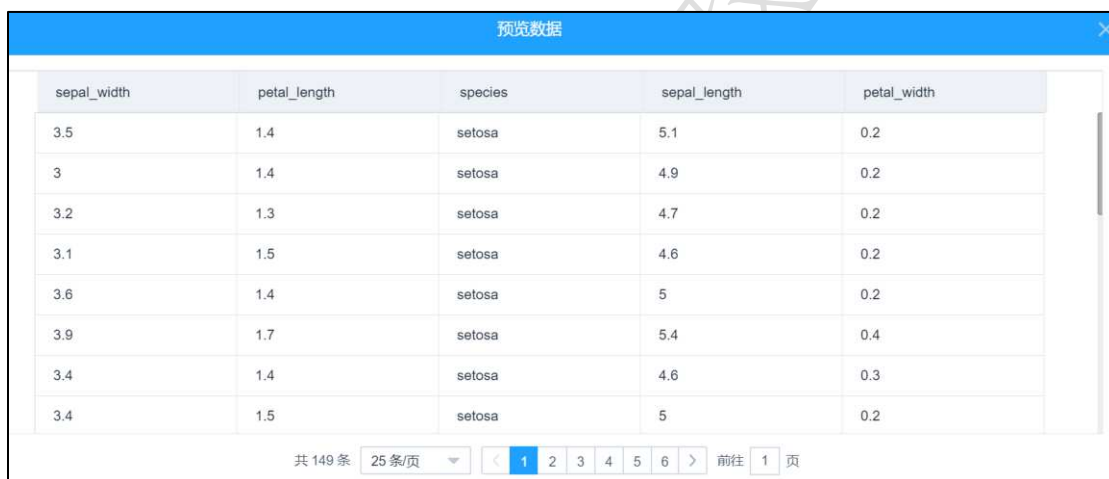 预览数据
sepal_width petal_length species sepal_length petal_width
3.5 1.4 setosa 5.1 0.2
3 1.4 setosa 4.9 0.2
3.2 1.3 setosa 4.7 0.2
3.1 1.5 setosa 4.6 0.2
3.6 1.4 setosa 5 0.2
3.9 1.7 setosa 5.4 0.4
3.4 1.4 setosa 4.6 0.3
3.4 1.5 setosa 5 0.2
共 149 条 25 条/页 < 1 2 3 4 5 6 > 前往 1 页